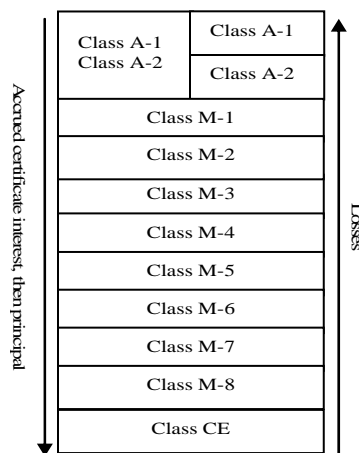 Class A-1
Class A-2
Class A-1
Class A-2
Class M-1
Class M-2
Class M-3
Class M-4
Class M-5
Class M-6
Class M-7
Class M-8
Class CE
Accrued certificate interest, then principal
Losses